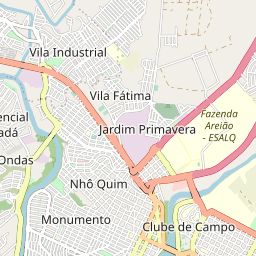 Vila Industrial
Vila Fátima
Fazenda
Areião -
ESALQ
encial
adá
Jardim Primavera
Ondas
Nhô Quim
Monumento
Clube de Campo